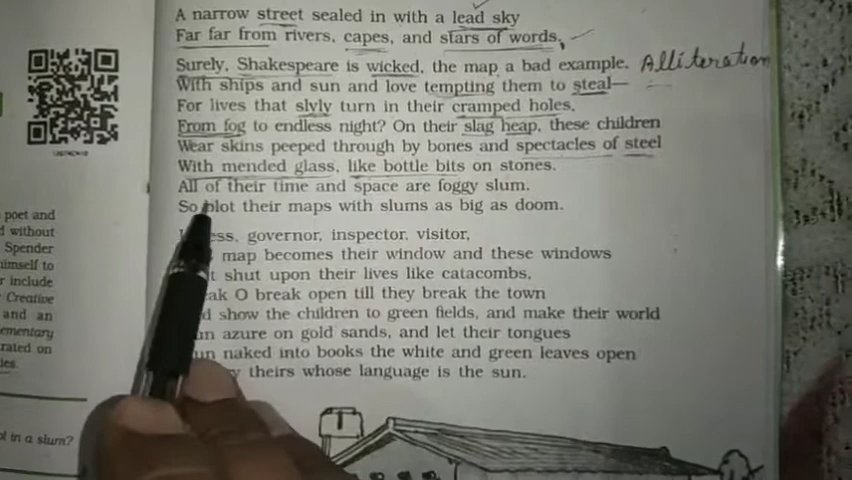 A narrow street sealed in with a lead sky
Far far from rivers, capes, and stars of words.
Surely, Shakespeare is wicked, the map a bad example. Alliteration
With ships and sun and love tempting them to steal—
For lives that slyly turn in their cramped holes.
From fog to endless night? On their slag heap, these children
Wear skins peeped through by bones and spectacles of steel
With mended glass, like bottle bits on stones.
All of their time and space are foggy slum.
So blot their maps with slums as big as doom.
governor, inspector, visitor,
map becomes their window and these windows
shut upon their lives like catacombs,
O break open till they break the town
show the children to green fields, and make their world
azure on gold sands, and let their tongues
naked into books the white and green leaves open
theirs whose language is the sun.
poet and
without
Spender
himself to
include
Creative
and an
rated on
in a slum?